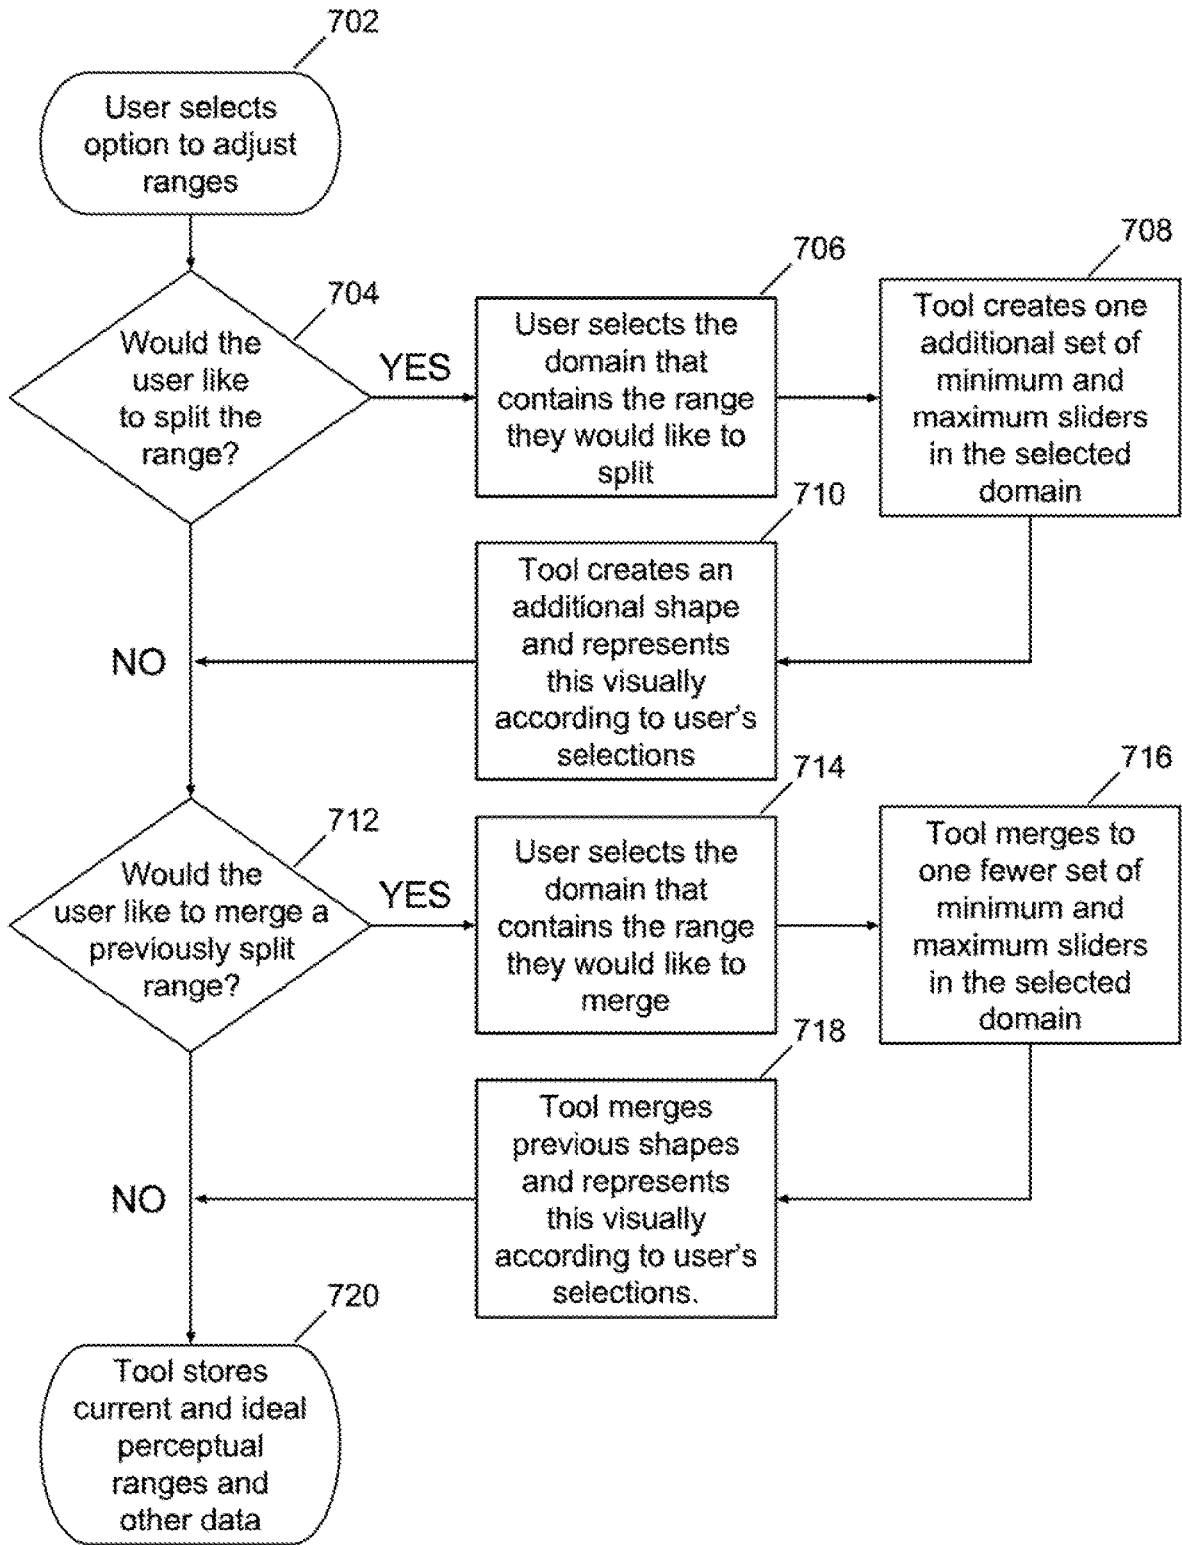 702
User selects
option to adjust
ranges
704
Would the
user like
to split the
range?
YES
706
User selects the
domain that
contains the range
they would like to
split
708
Tool creates one
additional set of
minimum and
maximum sliders
in the selected
domain
710
Tool creates an
additional shape
and represents
this visually
according to user's
selections
NO
712
Would the
user like to merge a
previously split
range?
YES
714
User selects the
domain that
contains the range
they would like to
merge
716
Tool merges to
one fewer set of
minimum and
maximum sliders
in the selected
domain
718
Tool merges
previous shapes
and represents
this visually
according to user's
selections.
NO
720
Tool stores
current and ideal
perceptual
ranges and
other data